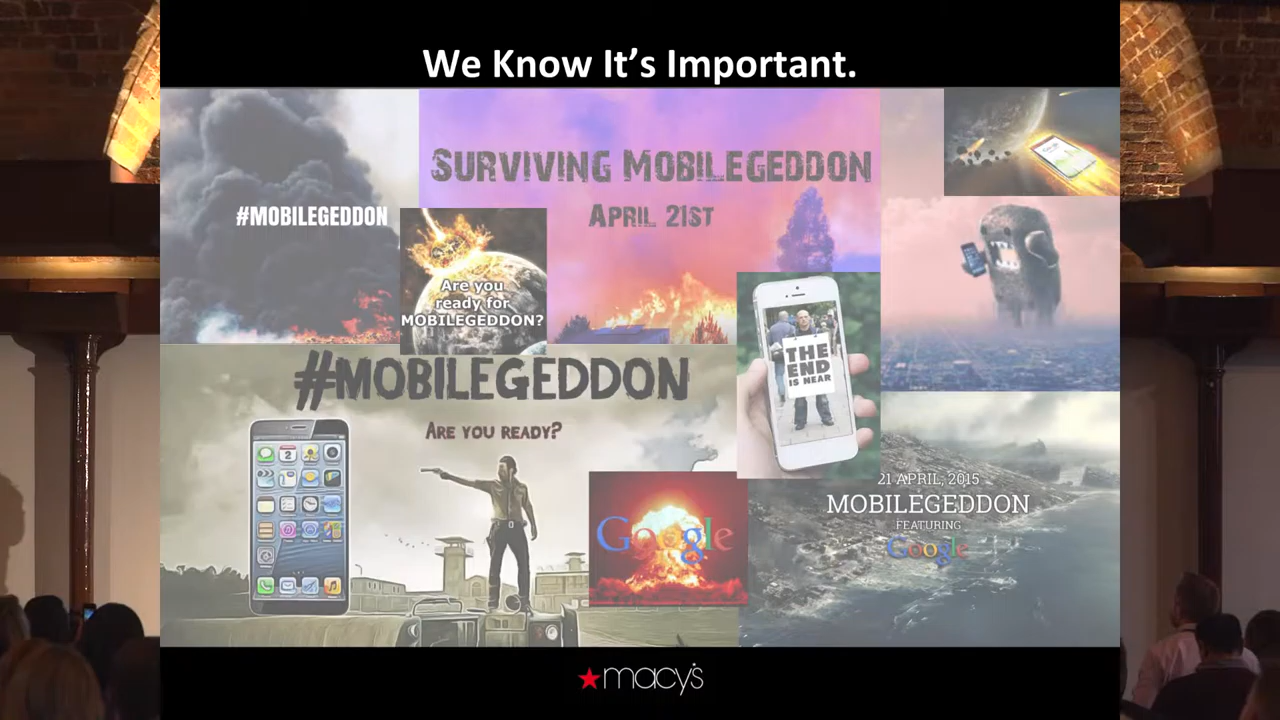 We Know It's Important.
SURVIVING MOBILEGEDDON
APRIL 21ST
#MOBILEGEDDON
Are you
ready for
MOBILEGEDDON?
THE
END
IS NEAR
#MOBILEGEDDON
ARE YOU READY?
Google
21 APRIL, 2015
MOBILEGEDDON
FEATURING
Google
★macy's